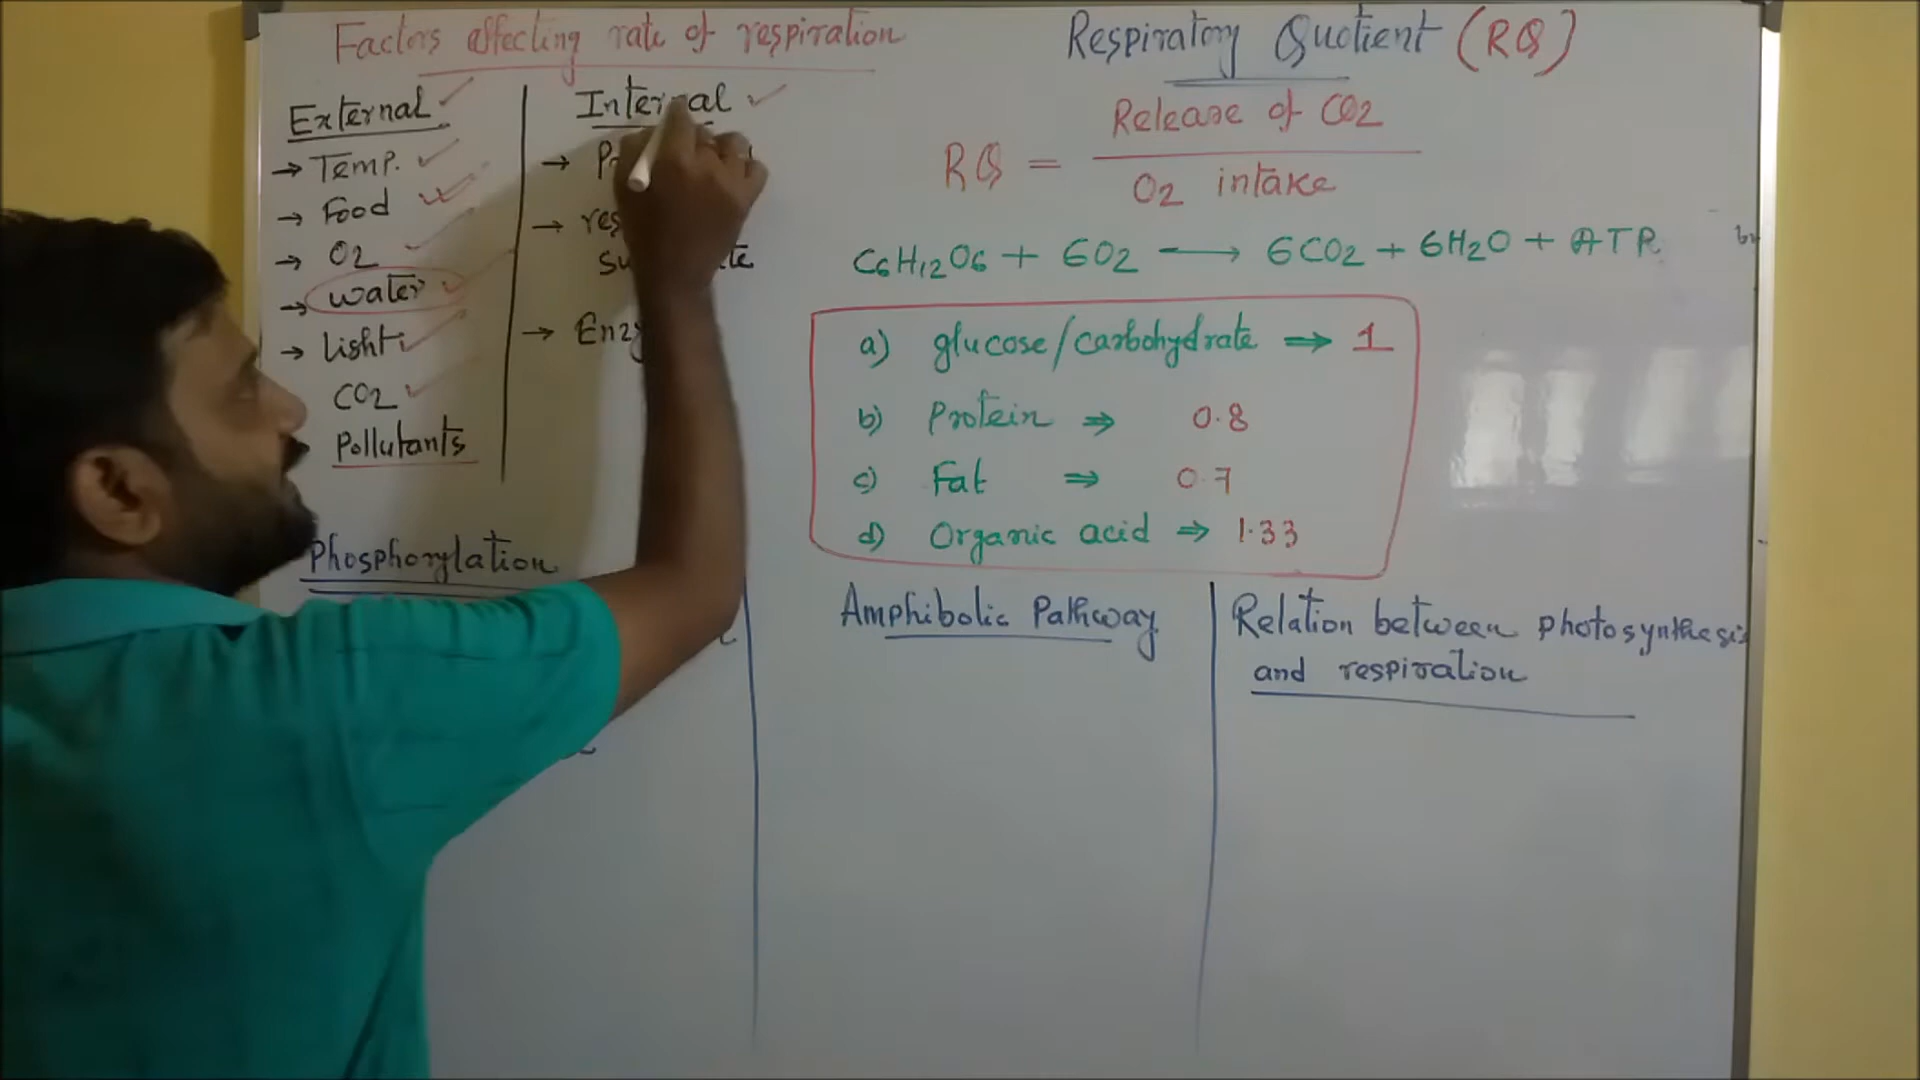 Factors affecting rate of respiration
External
→ Temp.
→ Food
→ O2
→ water
→ Light
CO2
Pollutants
Internal
→
→
→
Phosphorylation
Respiratory Quotient (RQ)
RQ = Release of CO2
O2 intake
C6H12O6 + 6O2 → 6CO2 + 6H2O + ATP
a) glucose/carbohydrate ⇒ 1
b) Protein ⇒ 0.8
c) Fat ⇒ 0.7
d) Organic acid ⇒ 1.33
Amphibolic Pathway
Relation between photosynthesis
and respiration